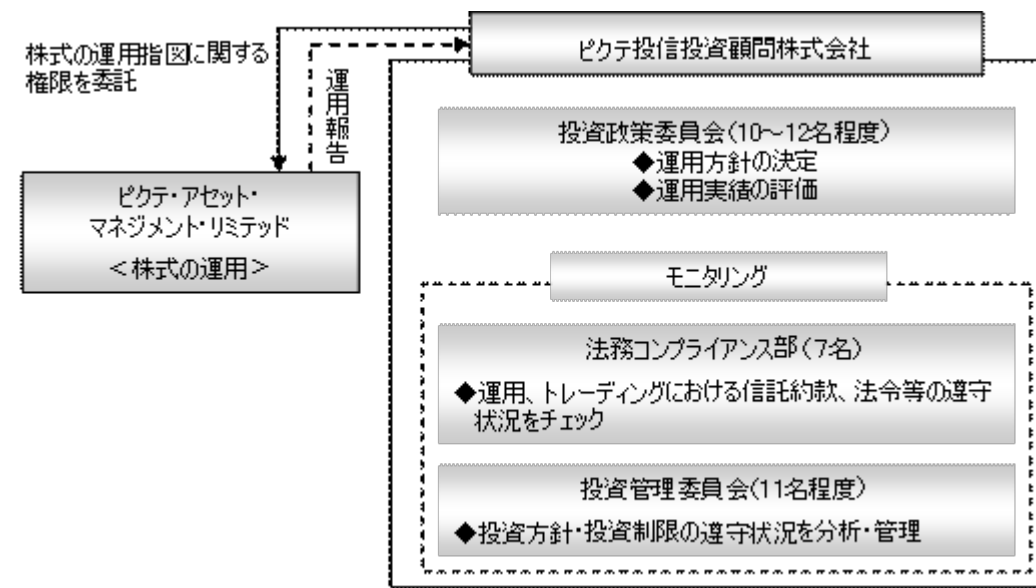 株式の運用指図に関する
権限を委託
運用報告
ピクテ投信投資顧問株式会社
ピクテ・アセット・
マネジメント・リミテッド
＜株式の運用＞
投資政策委員会(10～12名程度)
◆運用方針の決定
◆運用実績の評価
モニタリング
法務コンプライアンス部(7名)
◆運用、トレーディングにおける信託約款、法令等の遵守
状況をチェック
投資管理委員会(11名程度)
◆投資方針・投資制限の遵守状況を分析・管理